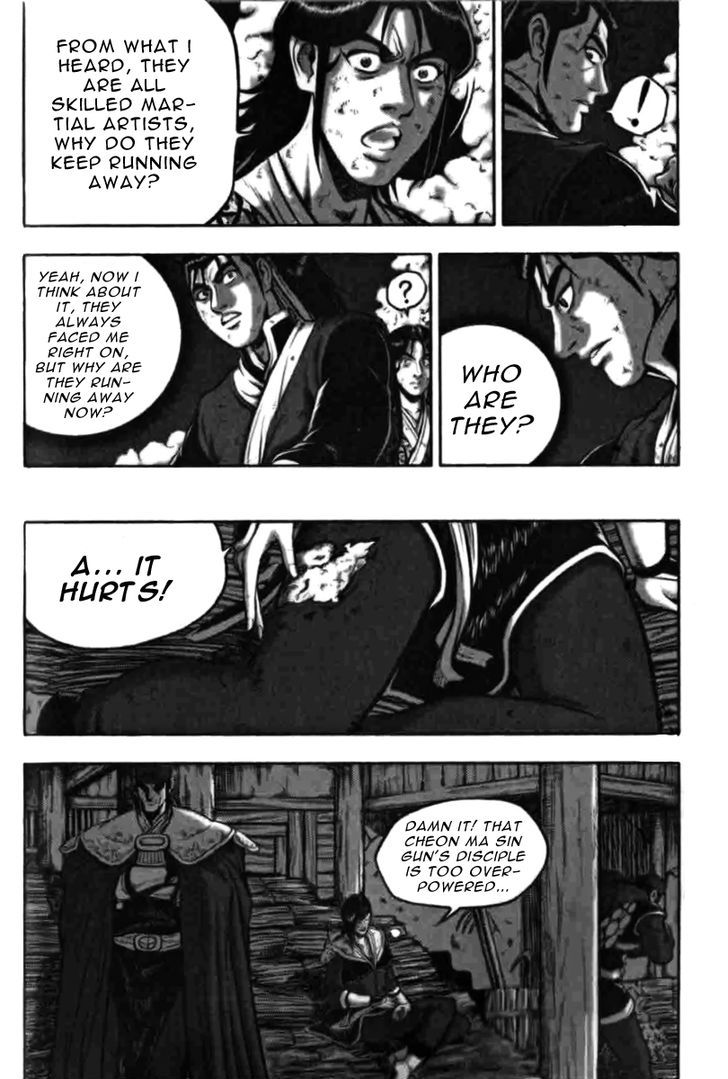 FROM WHAT I
HEARD, THEY
ARE ALL
SKILLED MAR-
TIAL ARTISTS,
WHY DO THEY
KEEP RUNNING
AWAY?
!
YEAH, NOW I
THINK ABOUT
IT, THEY
ALWAYS
FACED ME
RIGHT ON,
BUT WHY ARE
THEY RUN-
NING AWAY
NOW?
?
WHO
ARE
THEY?
A... IT
HURTS!
DAMN IT! THAT
CHEON MA SIN
GUN'S DISCIPLE
IS TOO OVER-
POWERED...